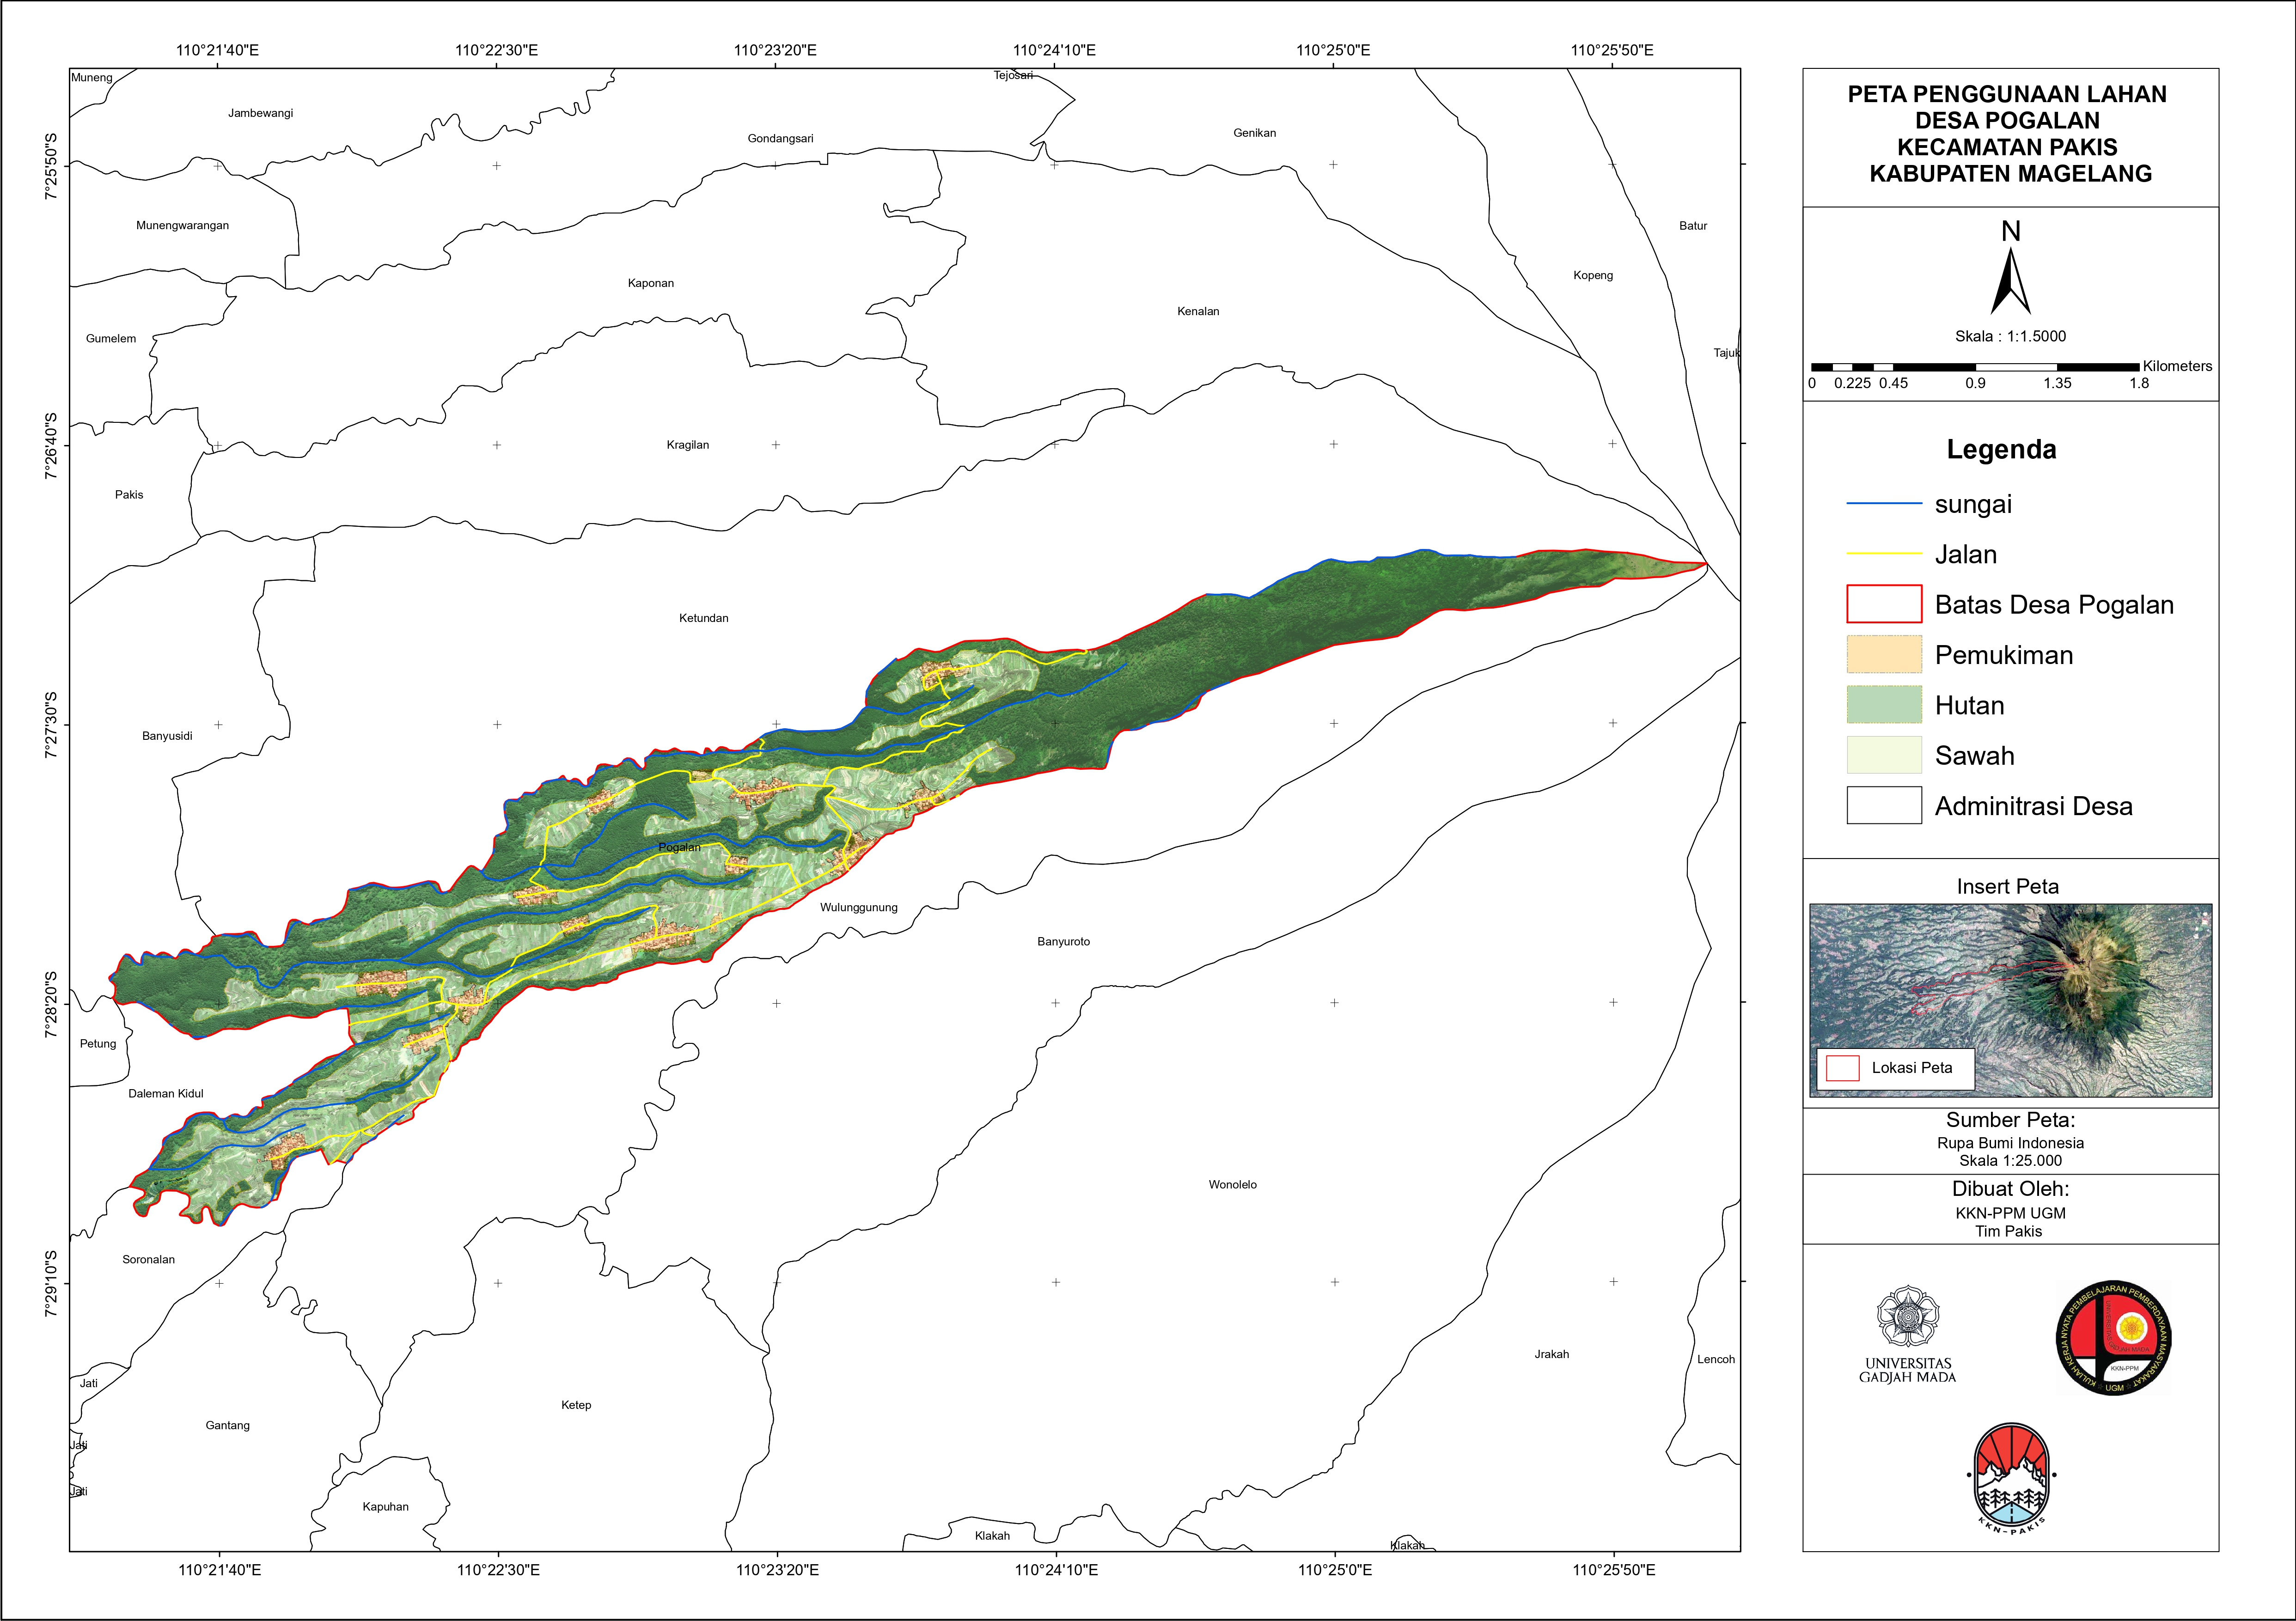 110°21'40"E
110°22'30"E
110°23'20"E
110°24'10"E
110°25'0"E
110°25'50"E
7°25'50"S
7°26'40"S
7°27'30"S
7°28'20"S
7°29'10"S
Muneng
Jambewangi
Tejosari
Gondangsari
Genikan
Munengwarangan
Batur
Kopeng
Kaponan
Kenalan
Gumelem
Tajuk
Kragilan
Pakis
Ketundan
Banyusidi
Pogalan
Wulunggunung
Banyuroto
Petung
Daleman Kidul
Wonolelo
Soronalan
Jrakah
Lencoh
Jati
Ketep
Gantang
Jati
Jati
Kapuhan
Klakah
Klakah
110°21'40"E
110°22'30"E
110°23'20"E
110°24'10"E
110°25'0"E
110°25'50"E
PETA PENGGUNAAN LAHAN
DESA POGALAN
KECAMATAN PAKIS
KABUPATEN MAGELANG
N
Skala : 1:1.5000
Kilometers
0 0.225 0.45 0.9 1.35 1.8
Legenda
sungai
Jalan
Batas Desa Pogalan
Pemukiman
Hutan
Sawah
Adminitrasi Desa
Insert Peta
Lokasi Peta
Sumber Peta:
Rupa Bumi Indonesia
Skala 1:25.000
Dibuat Oleh:
KKN-PPM UGM
Tim Pakis
UNIVERSITAS
GADJAH MADA
KULIAH KERJA NYATA PEMBELAJARAN PEMBERDAYAAN MASYARAKAT
UNIVERSITAS
GADJAH MADA
KKN-PPM
UGM
KKN-PAKIS